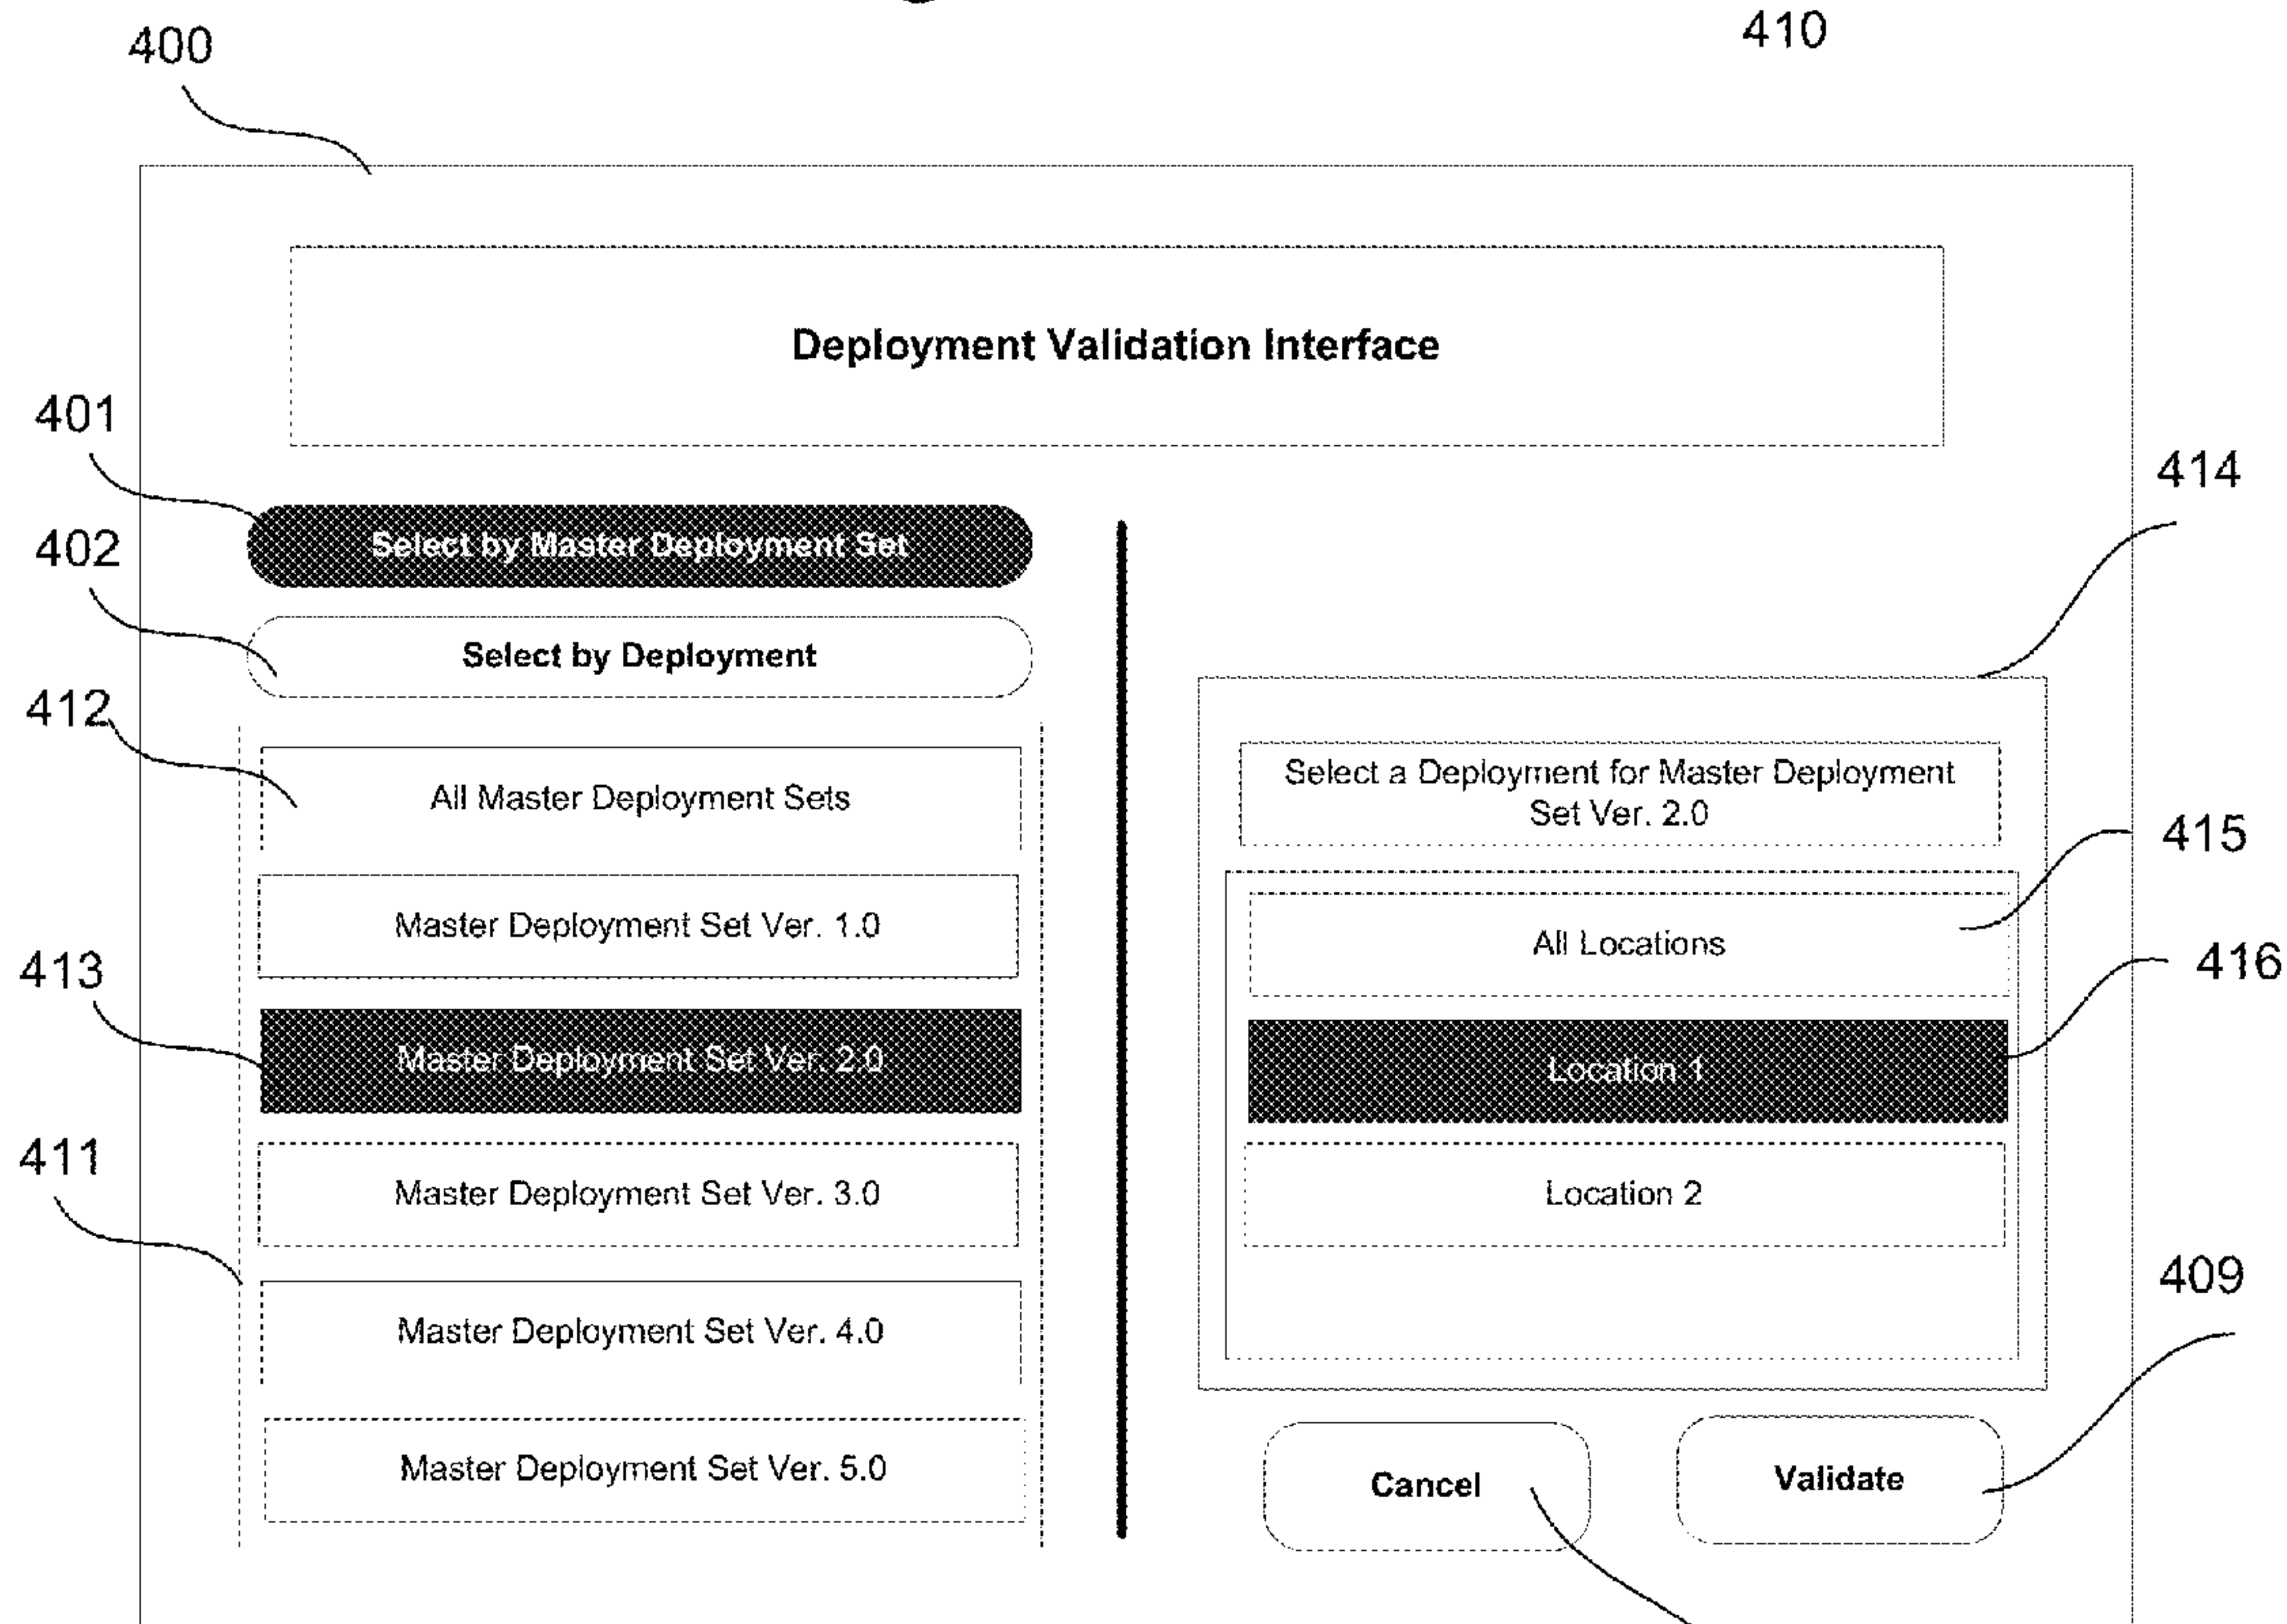 410
400
Deployment Validation Interface
401
414
Select by Master Deployment Set
402
Select by Deployment
412
All Master Deployment Sets
Select a Deployment for Master Deployment
Set Ver. 2.0
415
Master Deployment Set Ver. 1.0
All Locations
413
416
Master Deployment Set Ver. 2.0
Location 1
411
Master Deployment Set Ver. 3.0
Location 2
409
Master Deployment Set Ver. 4.0
Master Deployment Set Ver. 5.0
Cancel
Validate